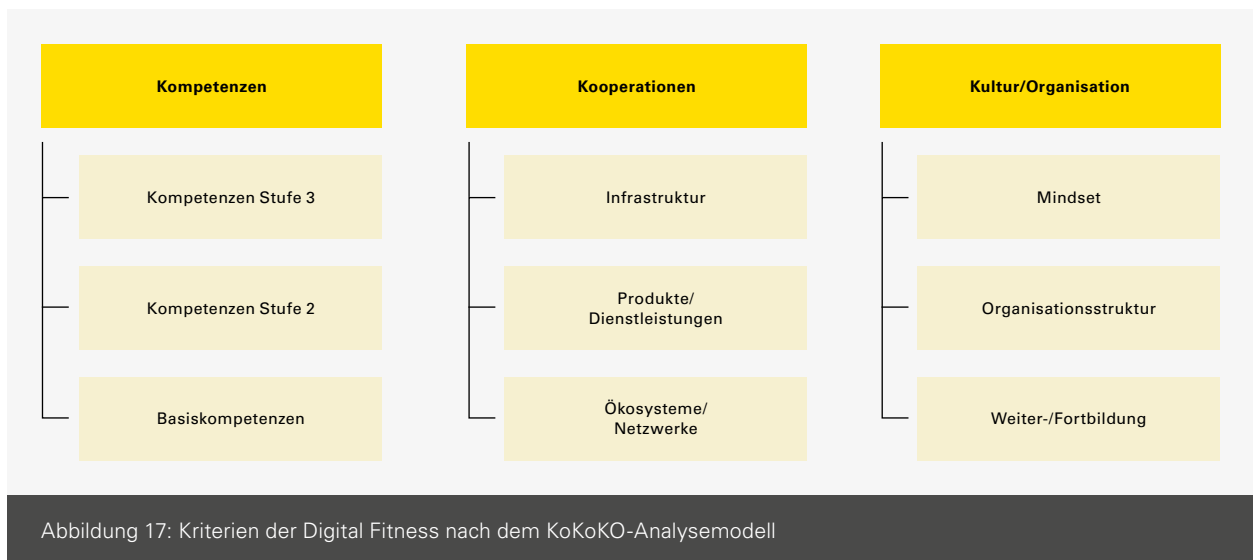 Kompetenzen
Kompetenzen Stufe 3
Kompetenzen Stufe 2
Basiskompetenzen
Kooperationen
Infrastruktur
Produkte/
Dienstleistungen
Ökosysteme/
Netzwerke
Kultur/Organisation
Mindset
Organisationsstruktur
Weiter-/Fortbildung
Abbildung 17: Kriterien der Digital Fitness nach dem KoKoKO-Analysemodell